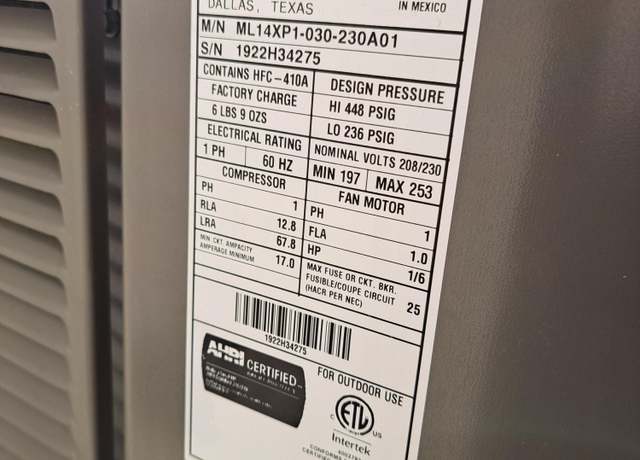 DALLAS, TEXAS
IN MEXICO
M/N ML14XP1-030-230A01
S/N 1922H34275
CONTAINS HFC-410A
FACTORY CHARGE
6 LBS 9 OZS
DESIGN PRESSURE
HI 448 PSIG
LO 236 PSIG
ELECTRICAL RATING
1 PH 60 HZ
NOMINAL VOLTS 208/230
MIN 197 MAX 253
COMPRESSOR
PH 1
RLA 12.8
LRA 67.8
MIN CKT. AMPACITY
AMPERAGE MINIMUM 17.0
FAN MOTOR
PH 1
FLA 1.0
HP 1/6
MAX FUSE OR CKT. BKR.
FUSIBLE/COUPE CIRCUIT
(HACR PER NEC) 25
1922H34275
AHRI CERTIFIED
FOR OUTDOOR USE
C ETL US
Intertek
CONFORMS